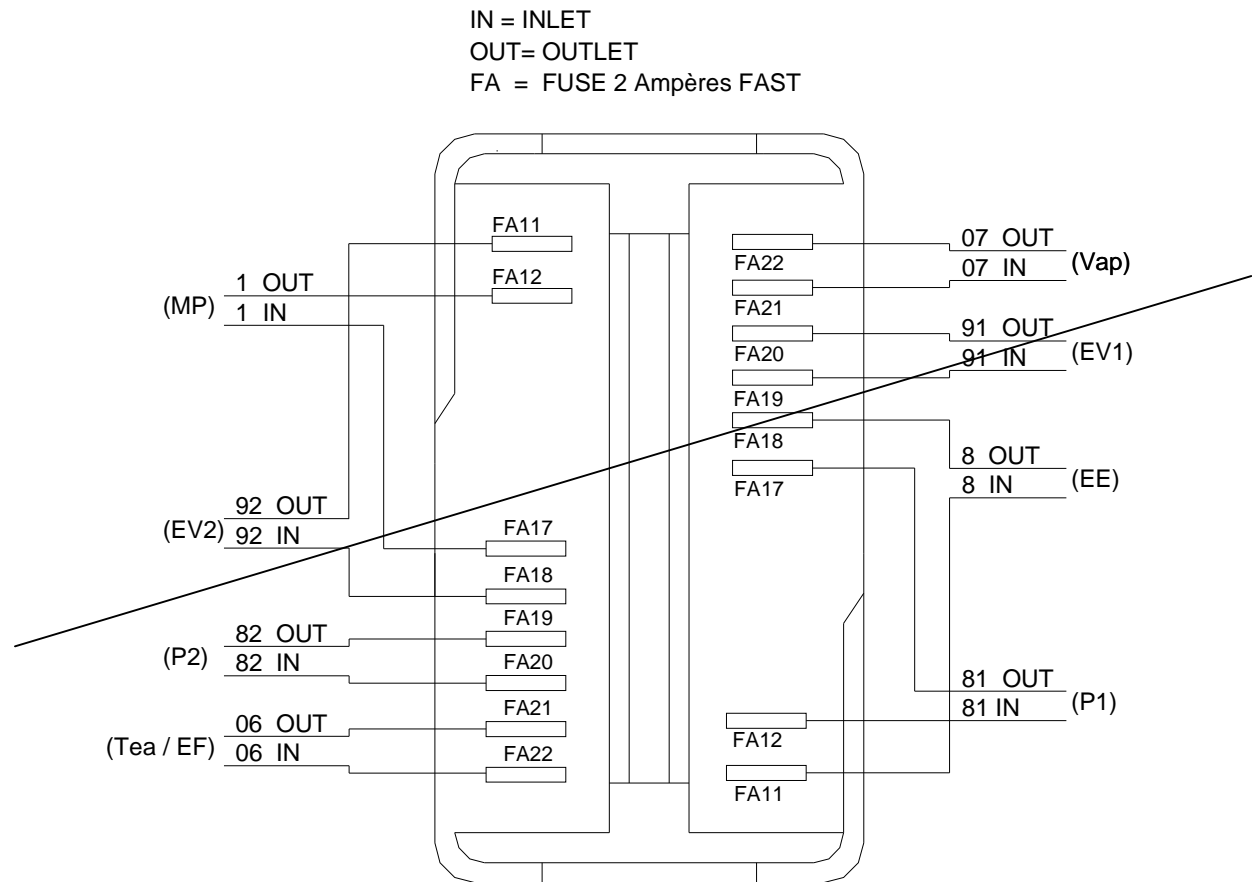 IN = INLET
OUT= OUTLET
FA = FUSE 2 Ampères FAST
FA11
FA12
1 OUT
(MP)
1 IN
92 OUT
(EV2)
92 IN
FA17
FA18
82 OUT
FA19
(P2)
82 IN
FA20
06 OUT
FA21
(Tea / EF)
06 IN
FA22
07 OUT
FA22
(Vap)
07 IN
FA21
91 OUT
FA20
(EV1)
91 IN
FA19
FA18
8 OUT
(EE)
8 IN
FA17
81 OUT
(P1)
81 IN
FA12
FA11